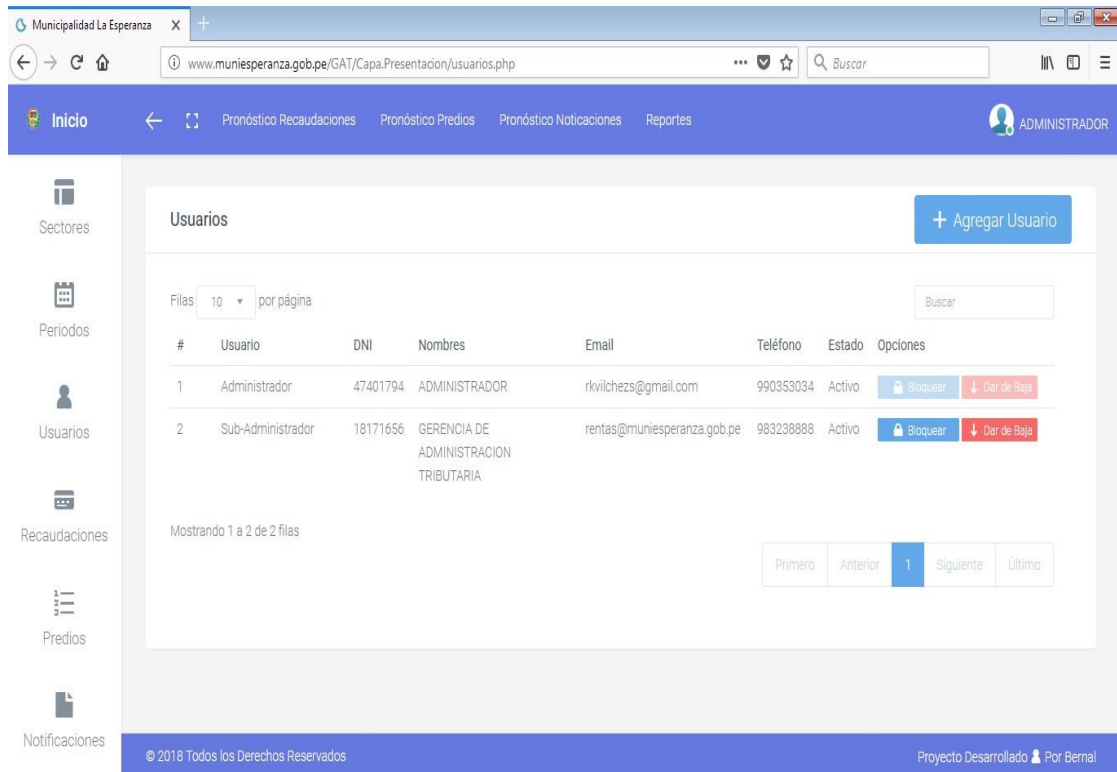 Municipalidad La Esperanza
www.muniesperanza.gob.pe/GAT/Capa.Presentacion/usuarios.php
Buscar
Inicio
Pronóstico Recaudaciones Pronóstico Predios Pronóstico Noticaciones Reportes
ADMINISTRADOR
Sectores
Periodos
Usuarios
Recaudaciones
Predios
Notificaciones
Usuarios
+ Agregar Usuario
Filas 10 por página
Buscar
# Usuario DNI Nombres Email Teléfono Estado Opciones
1 Administrador 47401794 ADMINISTRADOR rkvilchezs@gmail.com 990353034 Activo Bloquear Dar de Baja
2 Sub-Administrador 18171656 GERENCIA DE rentas@muniesperanza.gob.pe 983238888 Activo Bloquear Dar de Baja
ADMINISTRACION
TRIBUTARIA
Mostrando 1 a 2 de 2 filas
Primero Anterior 1 Siguiente Último
© 2018 Todos los Derechos Reservados
Proyecto Desarrollado Por Bernal